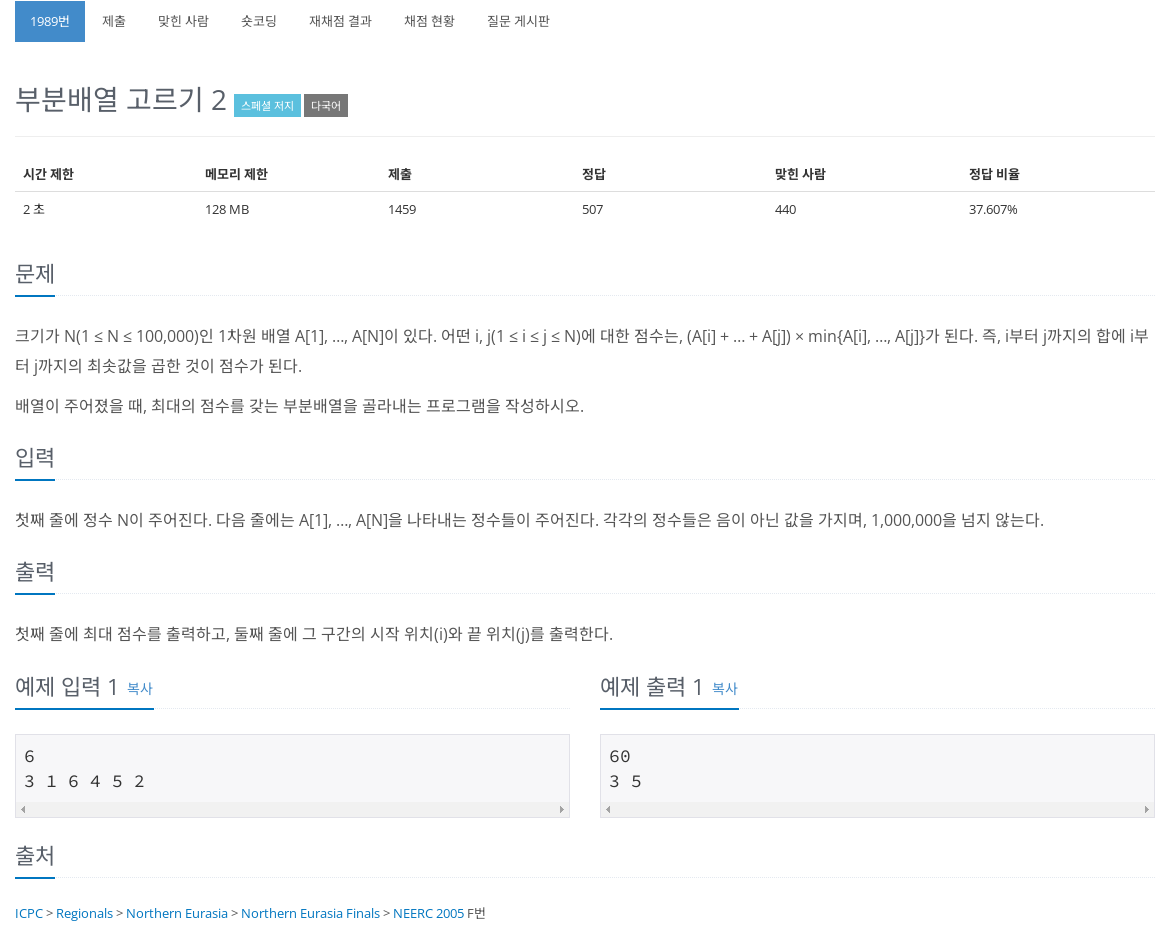 1989번 제출 맞힌 사람 숏코딩 재채점 결과 채점 현황 질문 게시판
부분배열 고르기 2 스페셜 저지 다국어
시간 제한 메모리 제한 제출 정답 맞힌 사람 정답 비율
2 초 128 MB 1459 507 440 37.607%
문제
크기가 N(1 ≤ N ≤ 100,000)인 1차원 배열 A[1], …, A[N]이 있다. 어떤 i, j(1 ≤ i ≤ j ≤ N)에 대한 점수는, (A[i] + … + A[j]) × min{A[i], …, A[j]}가 된다. 즉, i부터 j까지의 합에 i부
터 j까지의 최솟값을 곱한 것이 점수가 된다.
배열이 주어졌을 때, 최대의 점수를 갖는 부분배열을 골라내는 프로그램을 작성하시오.
입력
첫째 줄에 정수 N이 주어진다. 다음 줄에는 A[1], …, A[N]을 나타내는 정수들이 주어진다. 각각의 정수들은 음이 아닌 값을 가지며, 1,000,000을 넘지 않는다.
출력
첫째 줄에 최대 점수를 출력하고, 둘째 줄에 그 구간의 시작 위치(i)와 끝 위치(j)를 출력한다.
예제 입력 1 복사
6
3 1 6 4 5 2
예제 출력 1 복사
60
3 5
출처
ICPC > Regionals > Northern Eurasia > Northern Eurasia Finals > NEERC 2005 F번